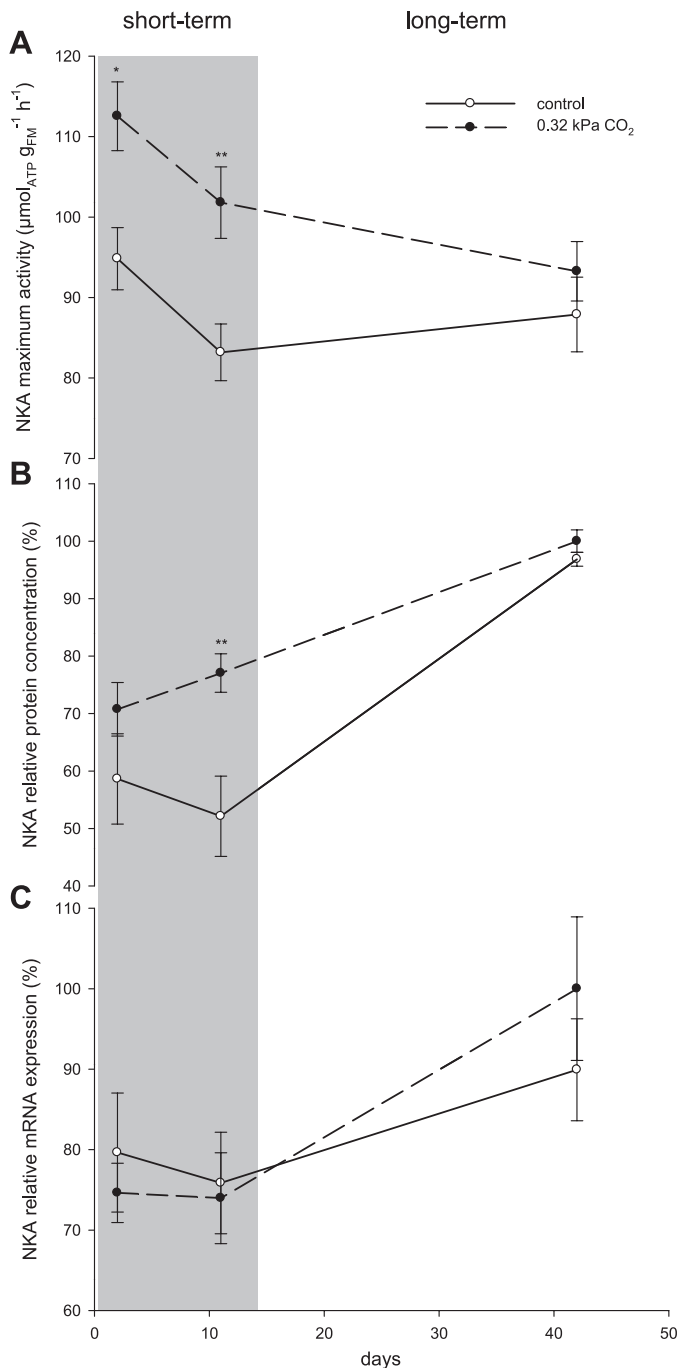 short-term long-term
A
NKA maximum activity (µmol_ATP g_FM⁻¹ h⁻¹)
120
110
100
90
80
70
*
**
control
0.32 kPa CO₂
B
NKA relative protein concentration (%)
110
100
90
80
70
60
50
40
**
C
NKA relative mRNA expression (%)
110
100
90
80
70
60
0 10 20 30 40 50
days